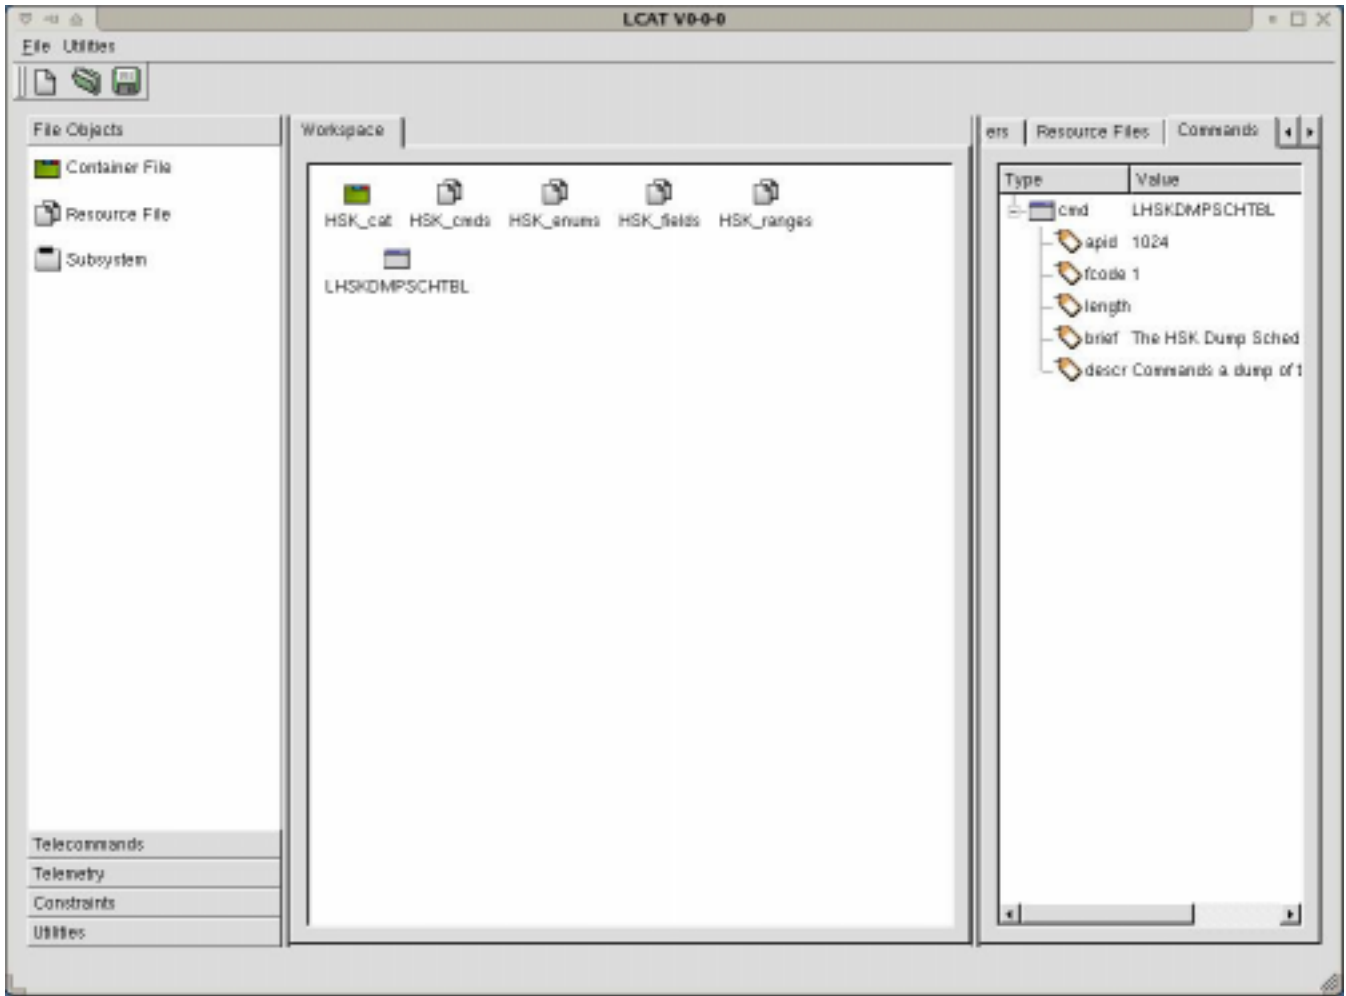 LCAT V0-0-0
File Utilities
File Objects
Container File
Resource File
Subsystem
Telecommands
Telemetry
Constraints
Utilities
Workspace
HSK_cat HSK_cmds HSK_enums HSK_fields HSK_ranges
LHSKDMPSCHTBL
ers Resource Files Commands
Type Value
cmd LHSKDMPSCHTBL
apid 1024
fcode 1
length
brief The HSK Dump Sched
descr Commands a dump of t